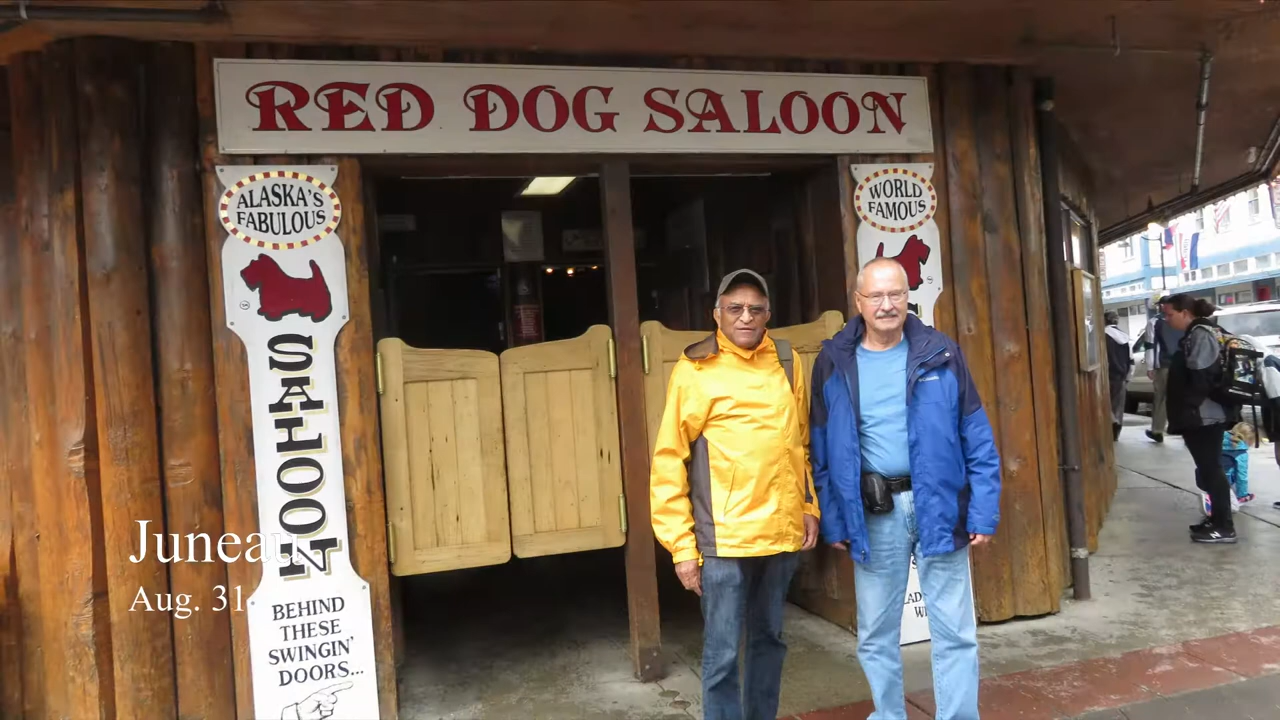 RED DOG SALOON
ALASKA'S
FABULOUS
SALOON
BEHIND
THESE
SWINGIN'
DOORS...
WORLD
FAMOUS
Juneau
Aug. 31